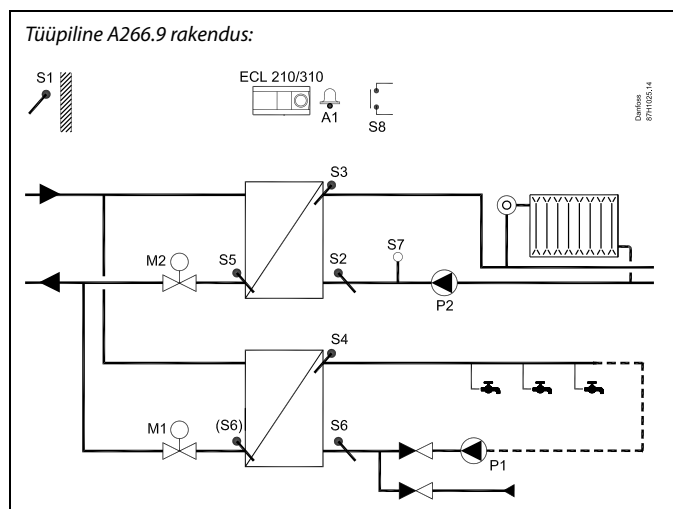 Tüüpiline A266.9 rakendus:
S1
ECL 210/310
A1
S8
Danfoss
87H1025.14
S3
M2
S5
S2
S7
P2
S4
M1
(S6)
S6
P1